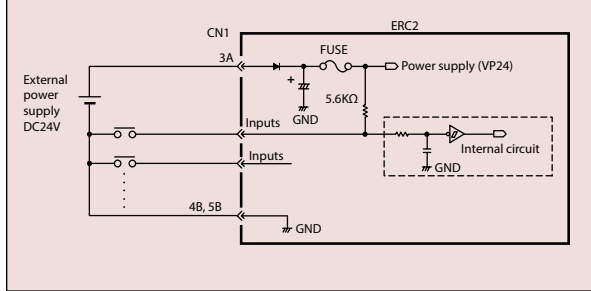 CN1
ERC2
3A
FUSE
Power supply (VP24)
+
External
power
supply
DC24V
5.6KΩ
GND
Inputs
Internal circuit
Inputs
GND
4B, 5B
GND